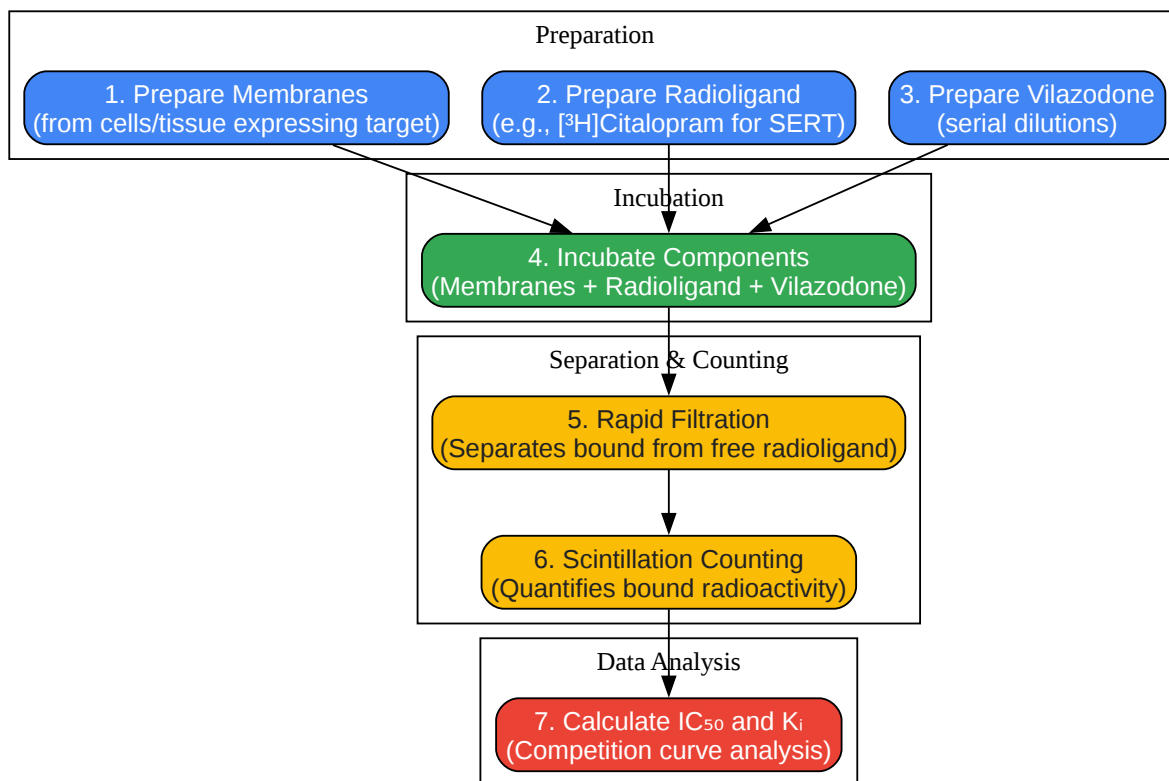 Preparation
1. Prepare Membranes
(from cells/tissue expressing target)
2. Prepare Radioligand
(e.g., [³H]Citalopram for SERT)
3. Prepare Vilazodone
(serial dilutions)
Incubation
4. Incubate Components
(Membranes + Radioligand + Vilazodone)
Separation & Counting
5. Rapid Filtration
(Separates bound from free radioligand)
6. Scintillation Counting
(Quantifies bound radioactivity)
Data Analysis
7. Calculate IC₅₀ and Kᵢ
(Competition curve analysis)